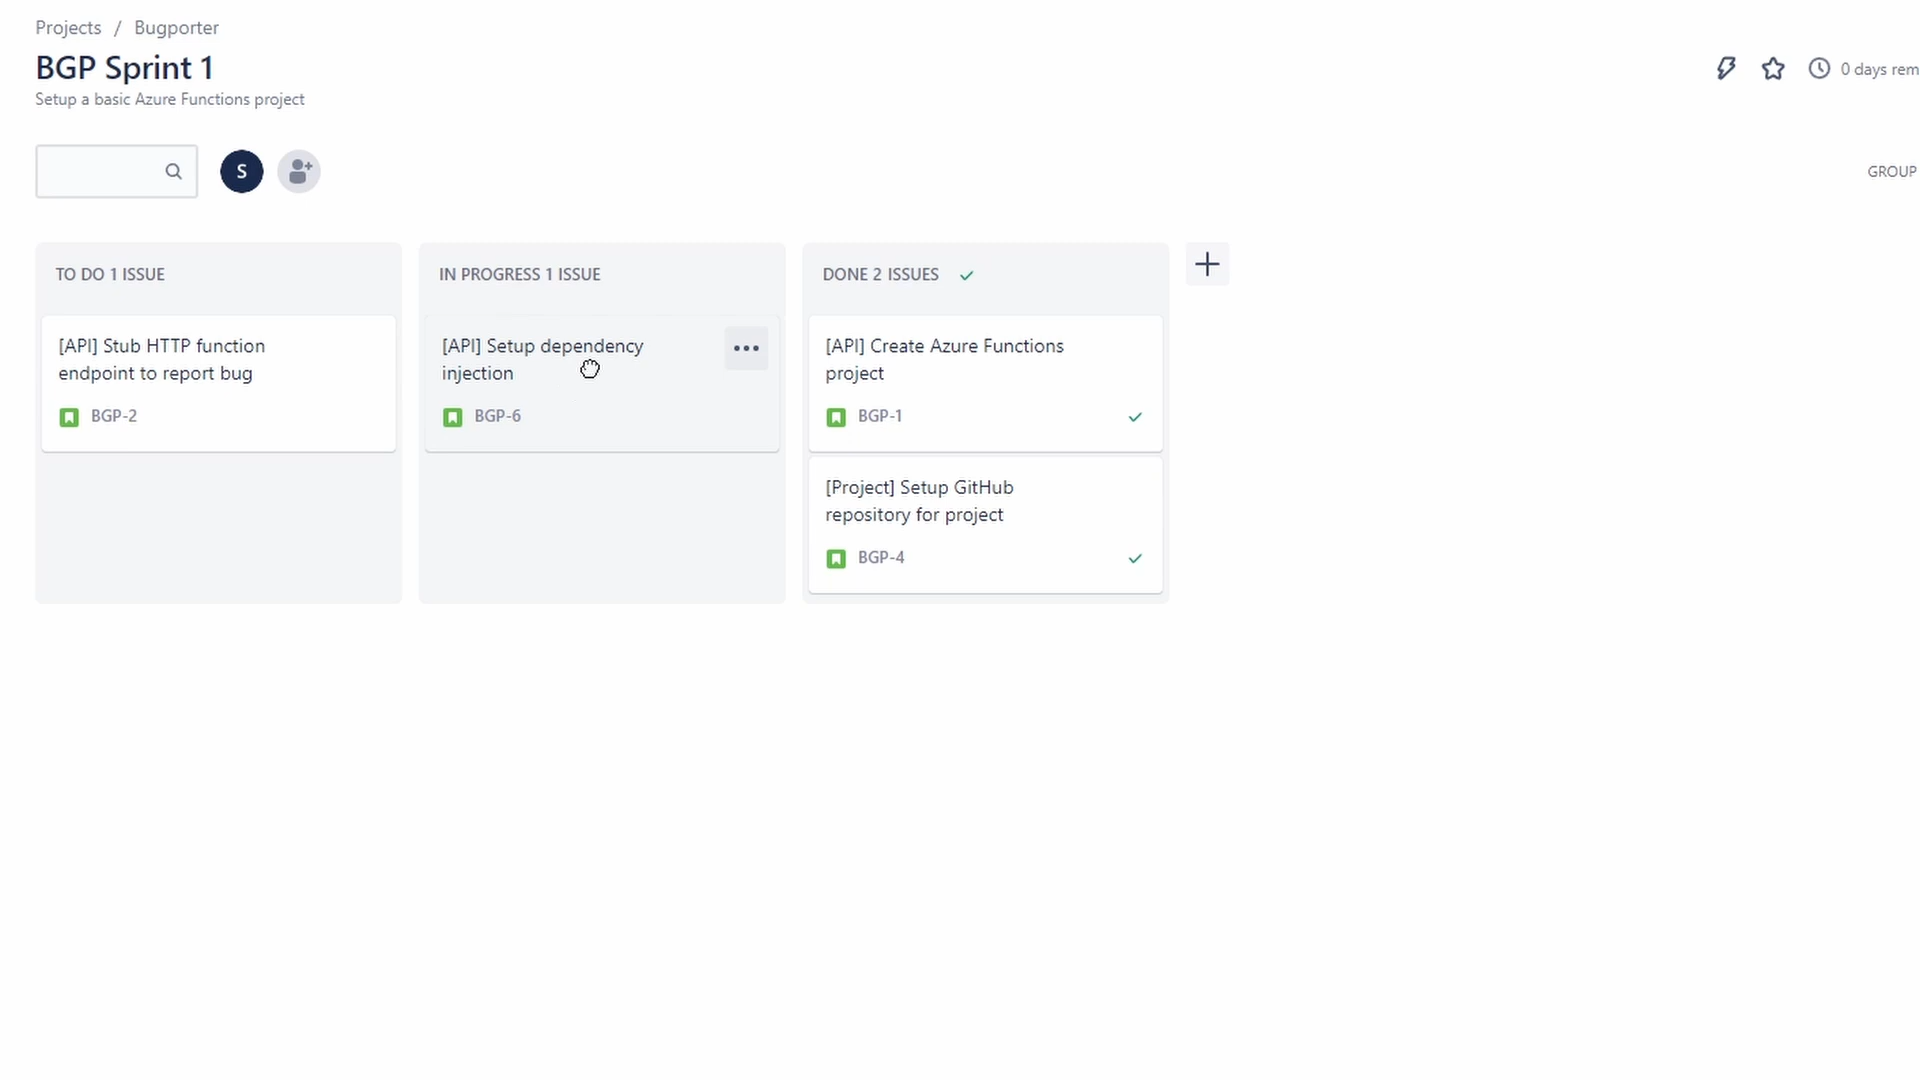 Projects / Bugporter
BGP Sprint 1
Setup a basic Azure Functions project
0 days rem
S
GROUP
TO DO 1 ISSUE
[API] Stub HTTP function
endpoint to report bug
BGP-2
IN PROGRESS 1 ISSUE
[API] Setup dependency
injection
BGP-6
DONE 2 ISSUES
[API] Create Azure Functions
project
BGP-1
[Project] Setup GitHub
repository for project
BGP-4